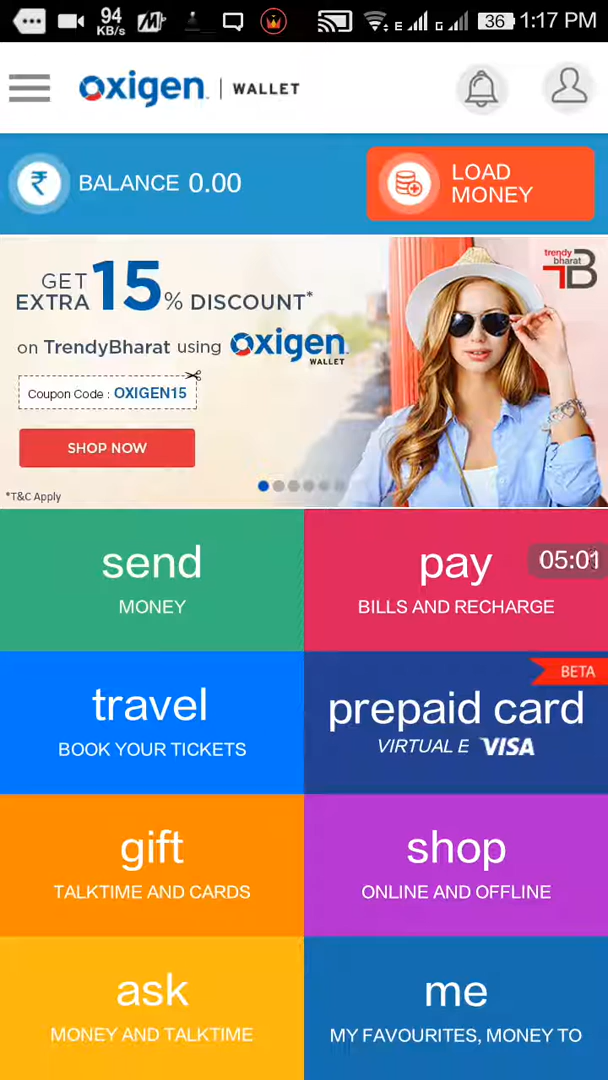 94
KB/s
E
G
36
1:17 PM
oxigen | WALLET
BALANCE 0.00
LOAD
MONEY
GET
EXTRA 15% DISCOUNT*
on TrendyBharat using oxigen
WALLET
Coupon Code : OXIGEN15
SHOP NOW
*T&C Apply
trendy
bharat
TB
send
MONEY
pay
BILLS AND RECHARGE
05:01
travel
BOOK YOUR TICKETS
BETA
prepaid card
VIRTUAL E VISA
gift
TALKTIME AND CARDS
shop
ONLINE AND OFFLINE
ask
MONEY AND TALKTIME
me
MY FAVOURITES, MONEY TO